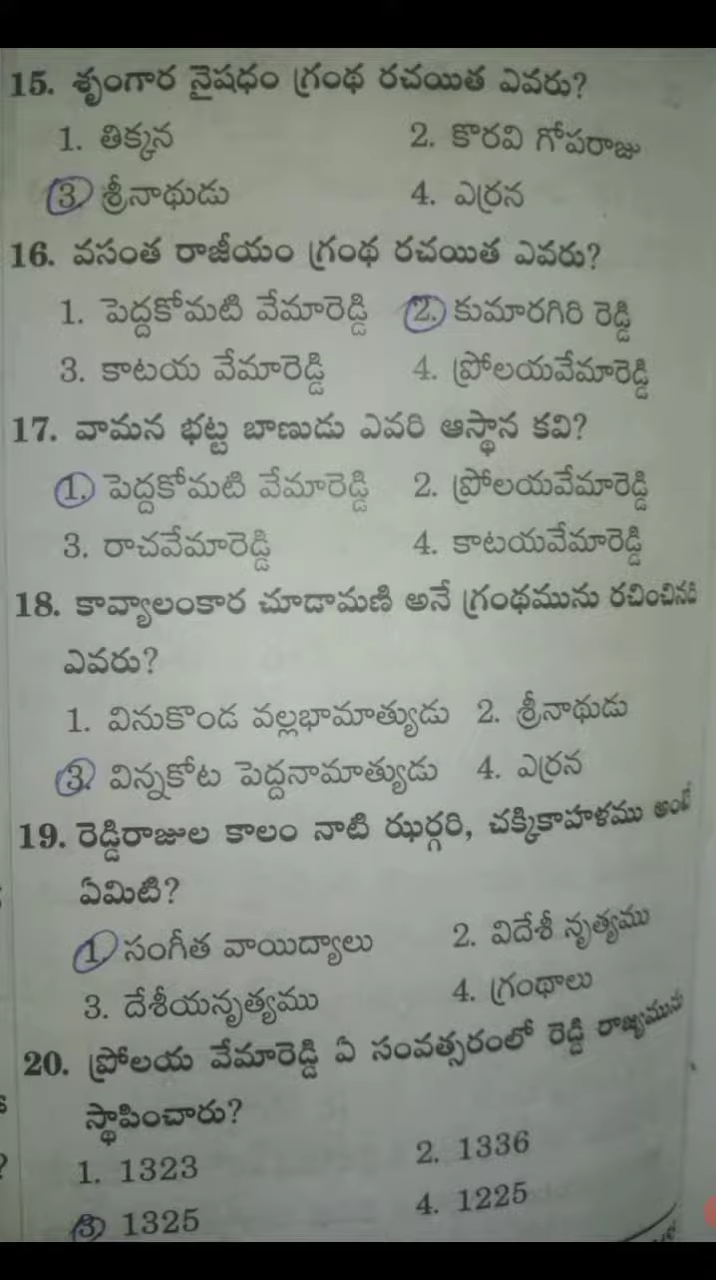 15. శృంగార నైషధం గ్రంథ రచయిత ఎవరు?
1. తిక్కన 2. కొరవి గోపరాజు
3. శ్రీనాథుడు 4. ఎర్రన
16. వసంత రాజీయం గ్రంథ రచయిత ఎవరు?
1. పెద్దకోమటి వేమారెడ్డి 2. కుమారగిరి రెడ్డి
3. కాటయ వేమారెడ్డి 4. ప్రోలయవేమారెడ్డి
17. వామన భట్ట బాణుడు ఎవరి ఆస్థాన కవి?
1. పెద్దకోమటి వేమారెడ్డి 2. ప్రోలయవేమారెడ్డి
3. రాచవేమారెడ్డి 4. కాటయవేమారెడ్డి
18. కావ్యాలంకార చూడామణి అనే గ్రంథమును రచించినది
ఎవరు?
1. వినుకొండ వల్లభామాత్యుడు 2. శ్రీనాథుడు
3. విన్నకోట పెద్దనామాత్యుడు 4. ఎర్రన
19. రెడ్డిరాజుల కాలం నాటి ఝర్గరి, చక్కికాహళము అంటే
ఏమిటి?
1. సంగీత వాయిద్యాలు 2. విదేశీ నృత్యము
3. దేశీయనృత్యము 4. గ్రంథాలు
20. ప్రోలయ వేమారెడ్డి ఏ సంవత్సరంలో రెడ్డి రాజ్యమును
స్థాపించారు?
1. 1323 2. 1336
3 1325 4. 1225